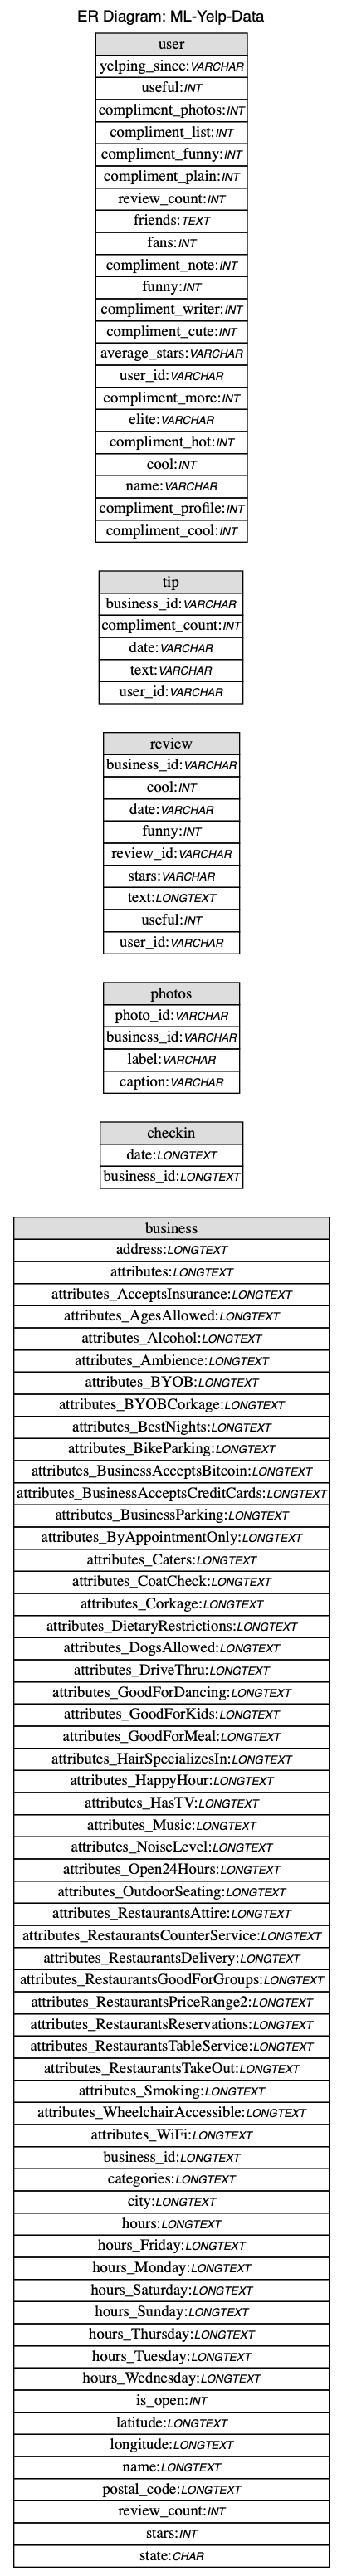 ER Diagram: ML-Yelp-Data
user
yelping_since:VARCHAR
useful:INT
compliment_photos:INT
compliment_list:INT
compliment_funny:INT
compliment_plain:INT
review_count:INT
friends:TEXT
fans:INT
compliment_note:INT
funny:INT
compliment_writer:INT
compliment_cute:INT
average_stars:VARCHAR
user_id:VARCHAR
compliment_more:INT
elite:VARCHAR
compliment_hot:INT
cool:INT
name:VARCHAR
compliment_profile:INT
compliment_cool:INT
tip
business_id:VARCHAR
compliment_count:INT
date:VARCHAR
text:VARCHAR
user_id:VARCHAR
review
business_id:VARCHAR
cool:INT
date:VARCHAR
funny:INT
review_id:VARCHAR
stars:VARCHAR
text:LONGTEXT
useful:INT
user_id:VARCHAR
photos
photo_id:VARCHAR
business_id:VARCHAR
label:VARCHAR
caption:VARCHAR
checkin
date:LONGTEXT
business_id:LONGTEXT
business
address:LONGTEXT
attributes:LONGTEXT
attributes_AcceptsInsurance:LONGTEXT
attributes_AgesAllowed:LONGTEXT
attributes_Alcohol:LONGTEXT
attributes_Ambience:LONGTEXT
attributes_BYOB:LONGTEXT
attributes_BYOBCorkage:LONGTEXT
attributes_BestNights:LONGTEXT
attributes_BikeParking:LONGTEXT
attributes_BusinessAcceptsBitcoin:LONGTEXT
attributes_BusinessAcceptsCreditCards:LONGTEXT
attributes_BusinessParking:LONGTEXT
attributes_ByAppointmentOnly:LONGTEXT
attributes_Caters:LONGTEXT
attributes_CoatCheck:LONGTEXT
attributes_Corkage:LONGTEXT
attributes_DietaryRestrictions:LONGTEXT
attributes_DogsAllowed:LONGTEXT
attributes_DriveThru:LONGTEXT
attributes_GoodForDancing:LONGTEXT
attributes_GoodForKids:LONGTEXT
attributes_GoodForMeal:LONGTEXT
attributes_HairSpecializesIn:LONGTEXT
attributes_HappyHour:LONGTEXT
attributes_HasTV:LONGTEXT
attributes_Music:LONGTEXT
attributes_NoiseLevel:LONGTEXT
attributes_Open24Hours:LONGTEXT
attributes_OutdoorSeating:LONGTEXT
attributes_RestaurantsAttire:LONGTEXT
attributes_RestaurantsCounterService:LONGTEXT
attributes_RestaurantsDelivery:LONGTEXT
attributes_RestaurantsGoodForGroups:LONGTEXT
attributes_RestaurantsPriceRange2:LONGTEXT
attributes_RestaurantsReservations:LONGTEXT
attributes_RestaurantsTableService:LONGTEXT
attributes_RestaurantsTakeOut:LONGTEXT
attributes_Smoking:LONGTEXT
attributes_WheelchairAccessible:LONGTEXT
attributes_WiFi:LONGTEXT
business_id:LONGTEXT
categories:LONGTEXT
city:LONGTEXT
hours:LONGTEXT
hours_Friday:LONGTEXT
hours_Monday:LONGTEXT
hours_Saturday:LONGTEXT
hours_Sunday:LONGTEXT
hours_Thursday:LONGTEXT
hours_Tuesday:LONGTEXT
hours_Wednesday:LONGTEXT
is_open:INT
latitude:LONGTEXT
longitude:LONGTEXT
name:LONGTEXT
postal_code:LONGTEXT
review_count:INT
stars:INT
state:CHAR